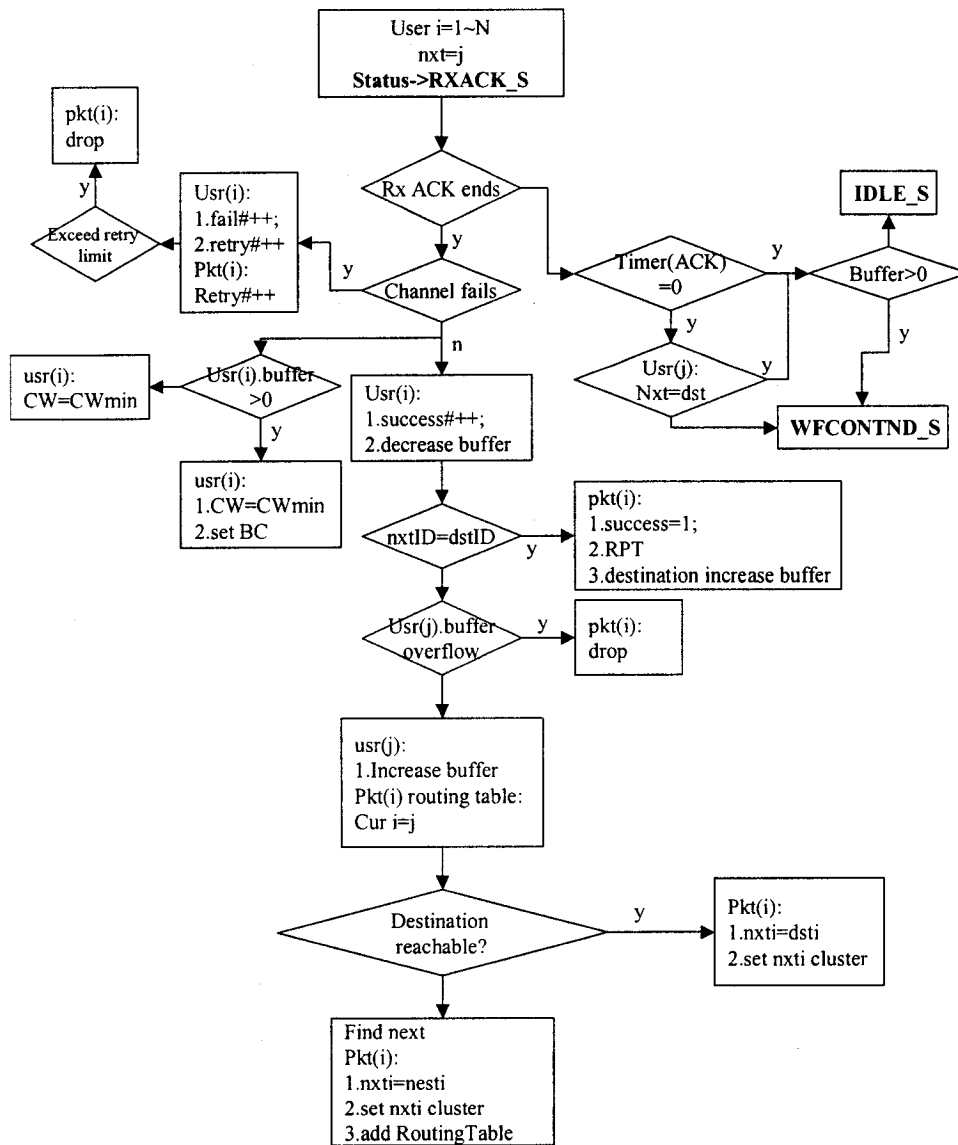 User i=1~N
nxt=j
Status->RXACK_S
pkt(i):
drop
y
Exceed retry
limit
Usr(i):
1.fail#++;
2.retry#++
Pkt(i):
Retry#++
y
Rx ACK ends
y
Channel fails
n
IDLE_S
Timer(ACK)
=0
y
Buffer>0
y
y
Usr(j):
Nxt=dst
y
WFCONTND_S
usr(i):
CW=CWmin
Usr(i).buffer
>0
y
usr(i):
1.CW=CWmin
2.set BC
Usr(i):
1.success#++;
2.decrease buffer
nxtID=dstID
y
pkt(i):
1.success=1;
2.RPT
3.destination increase buffer
Usr(j).buffer
overflow
y
pkt(i):
drop
usr(j):
1.Increase buffer
Pkt(i) routing table:
Cur i=j
Destination
reachable?
y
Pkt(i):
1.nxti=dsti
2.set nxti cluster
Find next
Pkt(i):
1.nxti=nesti
2.set nxti cluster
3.add RoutingTable